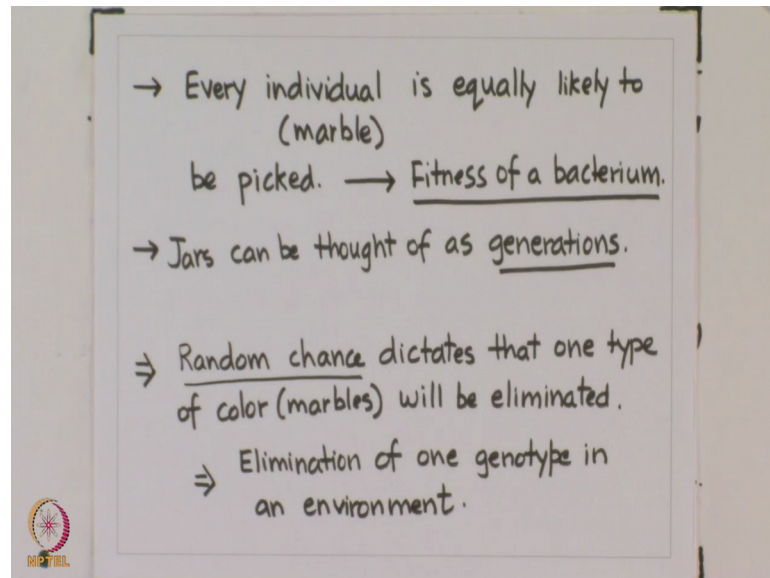 → Every individual is equally likely to
(marble)
be picked. → Fitness of a bacterium.
→ Jars can be thought of as generations.
⇒ Random chance dictates that one type
of color (marbles) will be eliminated.
⇒ Elimination of one genotype in
an environment.
NPTEL